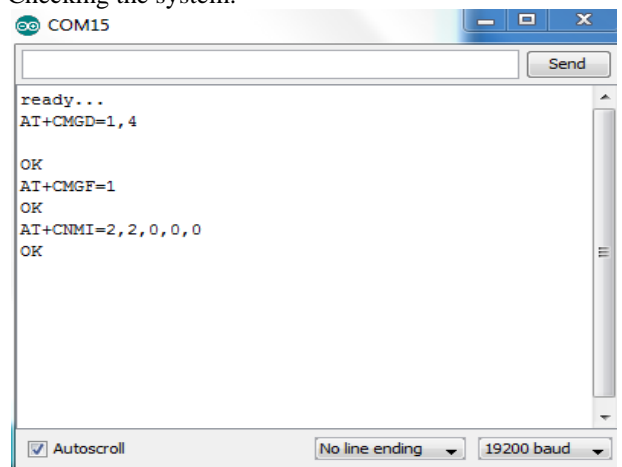 Checking the system.
COM15
Send
ready...
AT+CMGD=1,4
OK
AT+CMGF=1
OK
AT+CNMI=2,2,0,0,0
OK
Autoscroll
No line ending
19200 baud